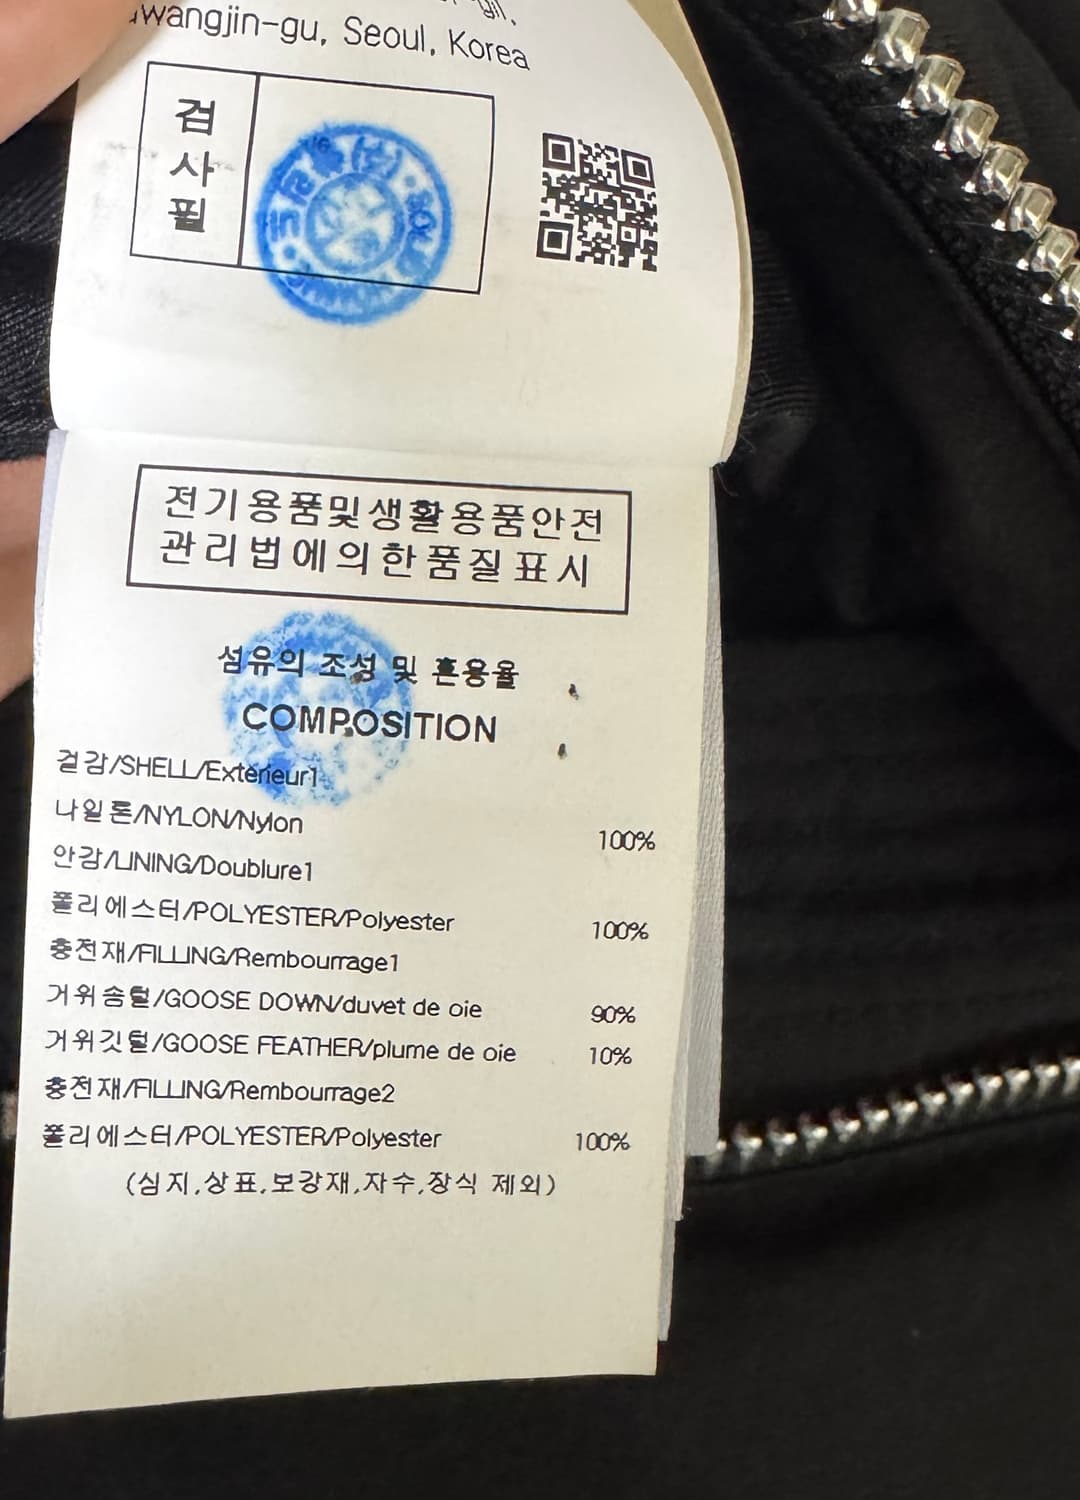 Seoul, Korea
검
사
필
전기용품및생활용품안전
관리법에의한품질표시
섬유의 조성 및 혼용율
COMPOSITION
겉감/SHELL/Exterieur1
나일론/NYLON/Nylon 100%
안감/LINING/Doublure1
폴리에스터/POLYESTER/Polyester 100%
충전재/FILLING/Rembourrage1
거위솜털/GOOSE DOWN/duvet de oie 90%
거위깃털/GOOSE FEATHER/plume de oie 10%
충전재/FILLING/Rembourrage2
폴리에스터/POLYESTER/Polyester 100%
(심지,상표,보강재,자수,장식 제외)